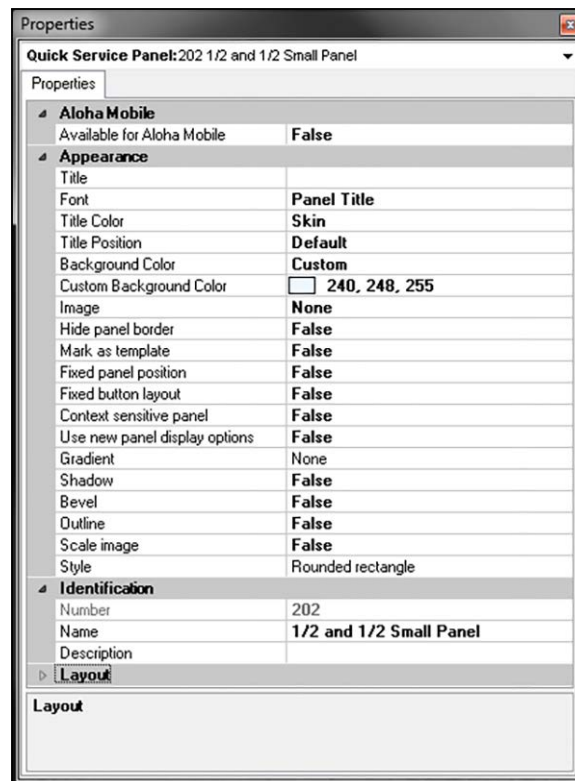 Properties
Quick Service Panel:202 1/2 and 1/2 Small Panel
Properties
Aloha Mobile
Available for Aloha Mobile False
Appearance
Title
Font Panel Title
Title Color Skin
Title Position Default
Background Color Custom
Custom Background Color 240, 248, 255
Image None
Hide panel border False
Mark as template False
Fixed panel position False
Fixed button layout False
Context sensitive panel False
Use new panel display options False
Gradient None
Shadow False
Bevel False
Outline False
Scale image False
Style Rounded rectangle
Identification
Number 202
Name 1/2 and 1/2 Small Panel
Description
Layout
Layout